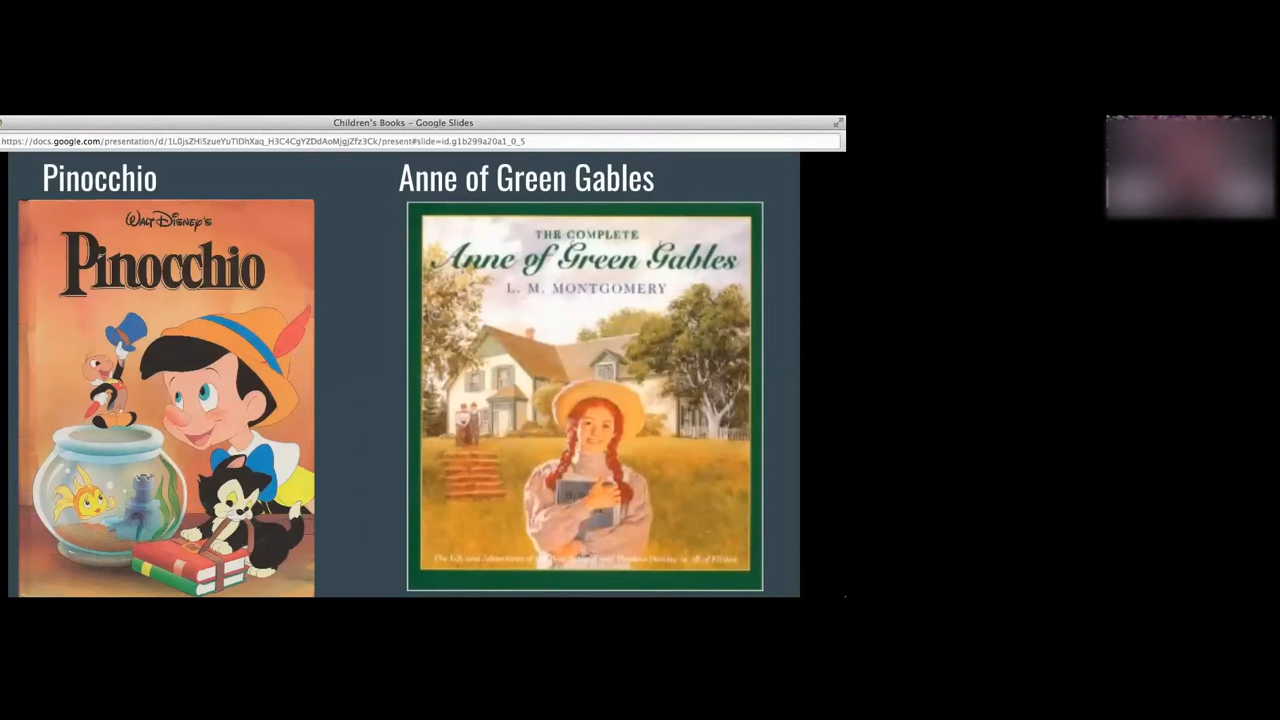 Children's Books - Google Slides
Pinocchio
Anne of Green Gables
WALT DISNEY'S
Pinocchio
THE COMPLETE
Anne of Green Gables
L. M. MONTGOMERY